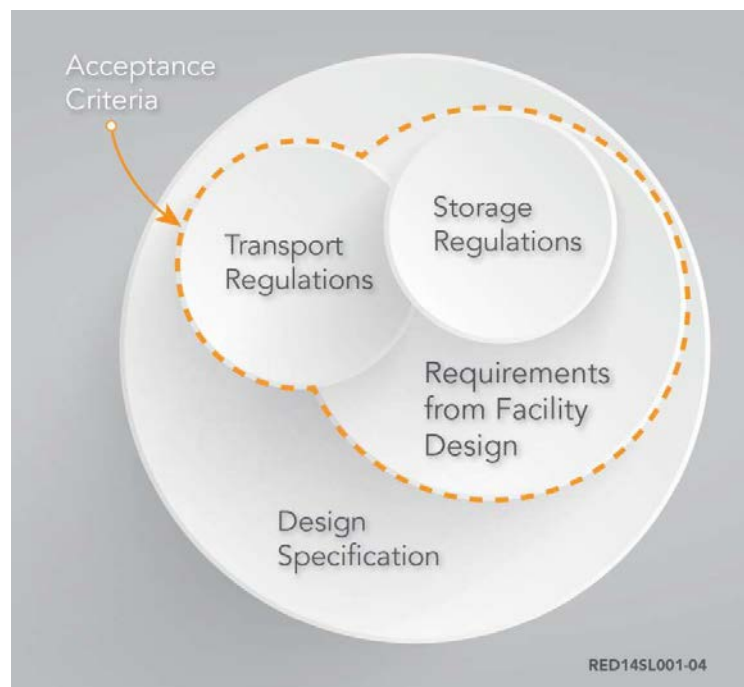 Acceptance
Criteria
Transport
Regulations
Storage
Regulations
Requirements
from Facility
Design
Design
Specification
RED14SL001-04